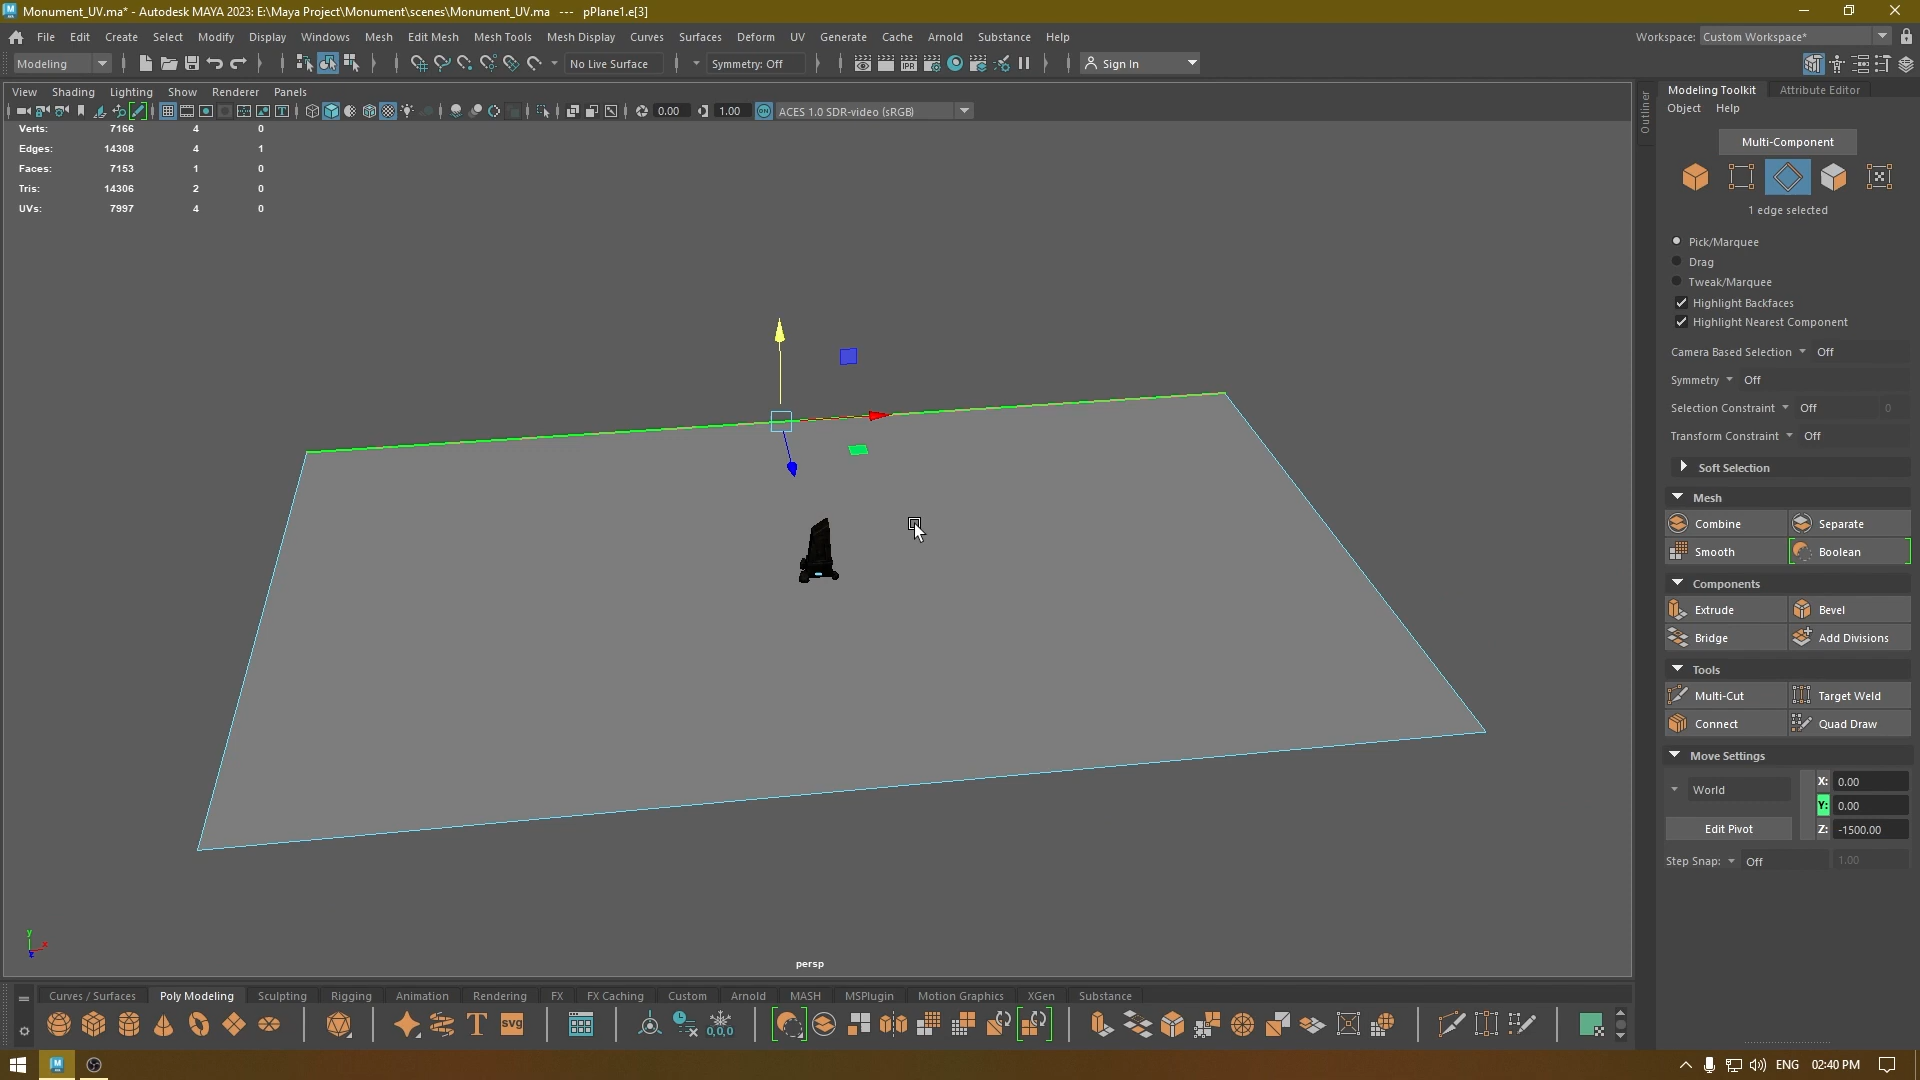 Monument_UV.ma* - Autodesk MAYA 2023: E:\Maya Project\Monument\scenes\Monument_UV.ma --- pPlane1.e[3]
File Edit Create Select Modify Display Windows Mesh Edit Mesh Mesh Tools Mesh Display Curves Surfaces Deform UV Generate Cache Arnold Substance Help Workspace: Custom Workspace*
Modeling No Live Surface Symmetry: Off IPR Sign In
View Shading Lighting Show Renderer Panels
0.00 1.00 ON ACES 1.0 SDR-video (sRGB)
Verts: 7166 4 0
Edges: 14308 4 1
Faces: 7153 1 0
Tris: 14306 2 0
UVs: 7997 4 0
y
x
z
persp
Outliner
Modeling Toolkit Attribute Editor
Object Help
Multi-Component
1 edge selected
Pick/Marquee
Drag
Tweak/Marquee
Highlight Backfaces
Highlight Nearest Component
Camera Based Selection Off
Symmetry Off
Selection Constraint Off 0
Transform Constraint Off
Soft Selection
Mesh
Combine Separate
Smooth Boolean
Components
Extrude Bevel
Bridge Add Divisions
Tools
Multi-Cut Target Weld
Connect Quad Draw
Move Settings
World
X: 0.00
Y: 0.00
Edit Pivot
Z: -1500.00
Step Snap: Off 1.00
Curves / Surfaces Poly Modeling Sculpting Rigging Animation Rendering FX FX Caching Custom Arnold MASH MSPlugin Motion Graphics XGen Substance
T SVG 0,0,0
M ENG 02:40 PM